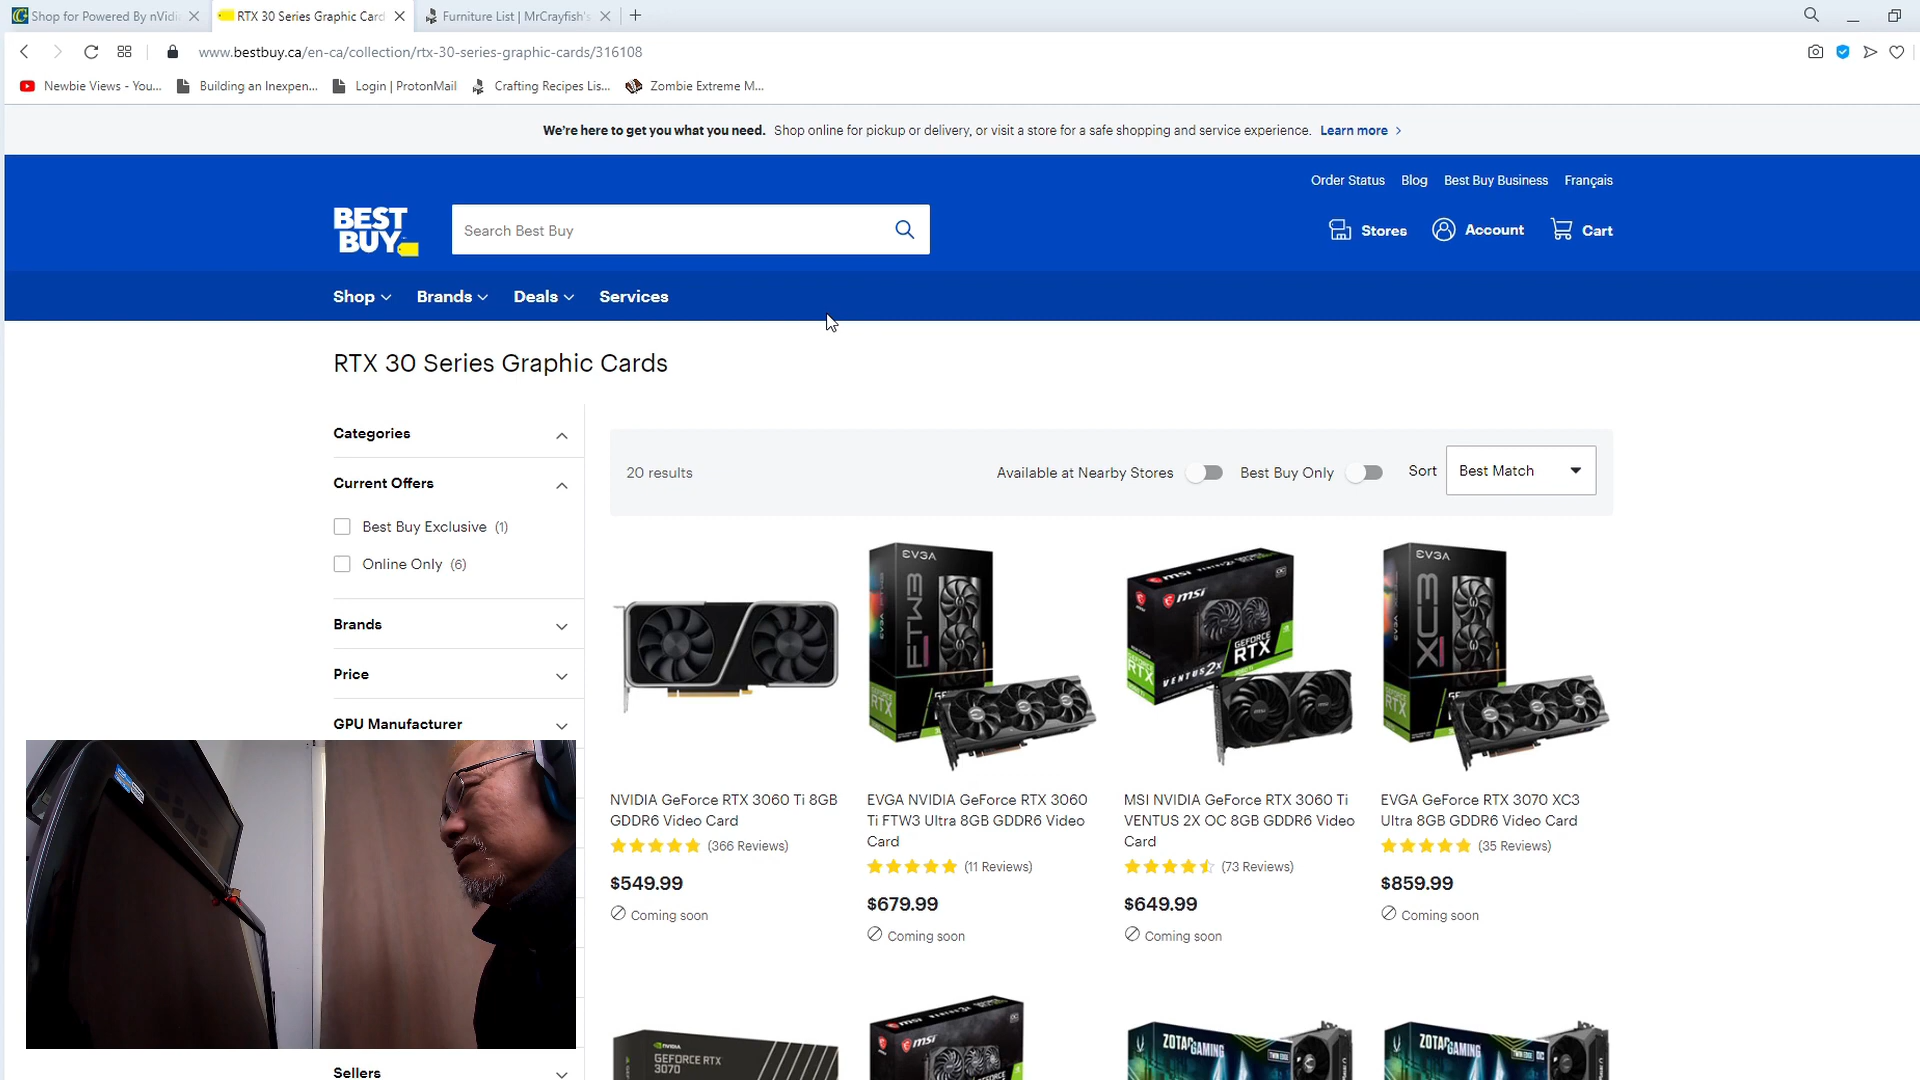 Shop for Powered By nVidi
RTX 30 Series Graphic Card
Furniture List | MrCrayfish's
www.bestbuy.ca/en-ca/collection/rtx-30-series-graphic-cards/316108
Newbie Views - You...
Building an Inexpen...
Login | ProtonMail
Crafting Recipes Lis...
Zombie Extreme M...
We're here to get you what you need. Shop online for pickup or delivery, or visit a store for a safe shopping and service experience. Learn more
Order Status
Blog
Best Buy Business
Français
BEST
BUY
Search Best Buy
Stores
Account
Cart
Shop
Brands
Deals
Services
RTX 30 Series Graphic Cards
Categories
Current Offers
Best Buy Exclusive (1)
Online Only (6)
Brands
Price
GPU Manufacturer
Sellers
20 results
Available at Nearby Stores
Best Buy Only
Sort
Best Match
EVGA
FTW3
msi
GEFORCE
RTX
VENTUS 2X
EVGA
XC3
NVIDIA GeForce RTX 3060 Ti 8GB
GDDR6 Video Card
(366 Reviews)
$549.99
Coming soon
EVGA NVIDIA GeForce RTX 3060
Ti FTW3 Ultra 8GB GDDR6 Video
Card
(11 Reviews)
$679.99
Coming soon
MSI NVIDIA GeForce RTX 3060 Ti
VENTUS 2X OC 8GB GDDR6 Video
Card
(73 Reviews)
$649.99
Coming soon
EVGA GeForce RTX 3070 XC3
Ultra 8GB GDDR6 Video Card
(35 Reviews)
$859.99
Coming soon
NVIDIA
GEFORCE RTX
3070
msi
ZOTAC GAMING
TWIN EDGE
ZOTAC GAMING
TWIN EDGE OC